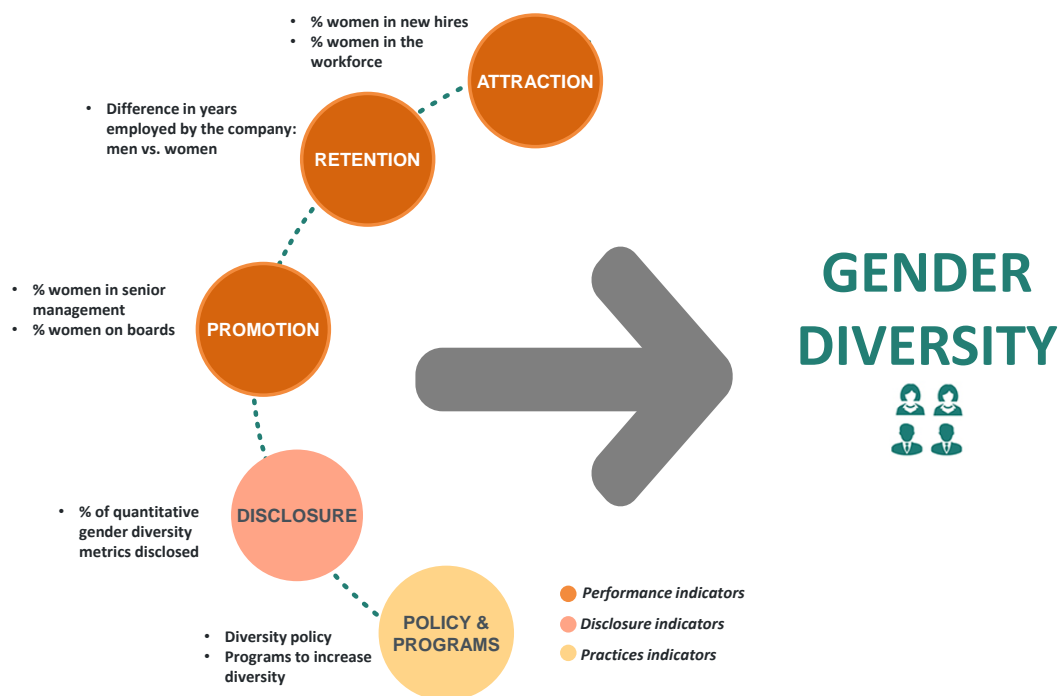 • % women in new hires
• % women in the
workforce
ATTRACTION
• Difference in years
employed by the company:
men vs. women
RETENTION
• % women in senior
management
• % women on boards
PROMOTION
GENDER
DIVERSITY
• % of quantitative
gender diversity
metrics disclosed
DISCLOSURE
• Diversity policy
• Programs to increase
diversity
POLICY &
PROGRAMS
Performance indicators
Disclosure indicators
Practices indicators